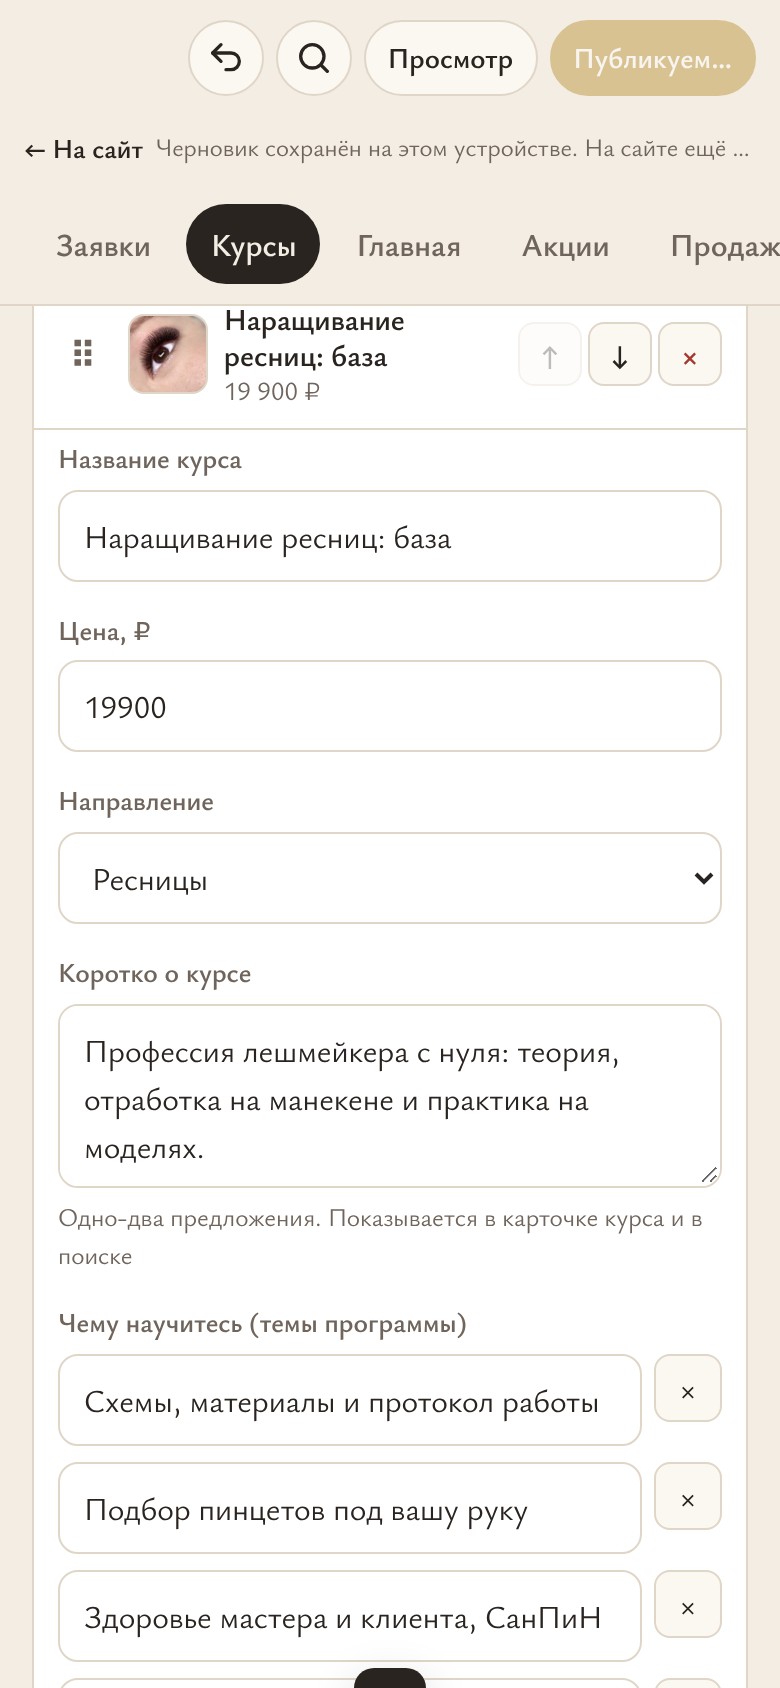 Просмотр
Публикуем...
← На сайт Черновик сохранён на этом устройстве. На сайте ещё ...
Заявки Курсы Главная Акции Продаж
Наращивание
ресниц: база
19 900 ₽
↑ ↓ ×
Название курса
Наращивание ресниц: база
Цена, ₽
19900
Направление
Ресницы
Коротко о курсе
Профессия лешмейкера с нуля: теория,
отработка на манекене и практика на
моделях.
Одно-два предложения. Показывается в карточке курса и в
поиске
Чему научитесь (темы программы)
Схемы, материалы и протокол работы ×
Подбор пинцетов под вашу руку ×
Здоровье мастера и клиента, СанПиН ×